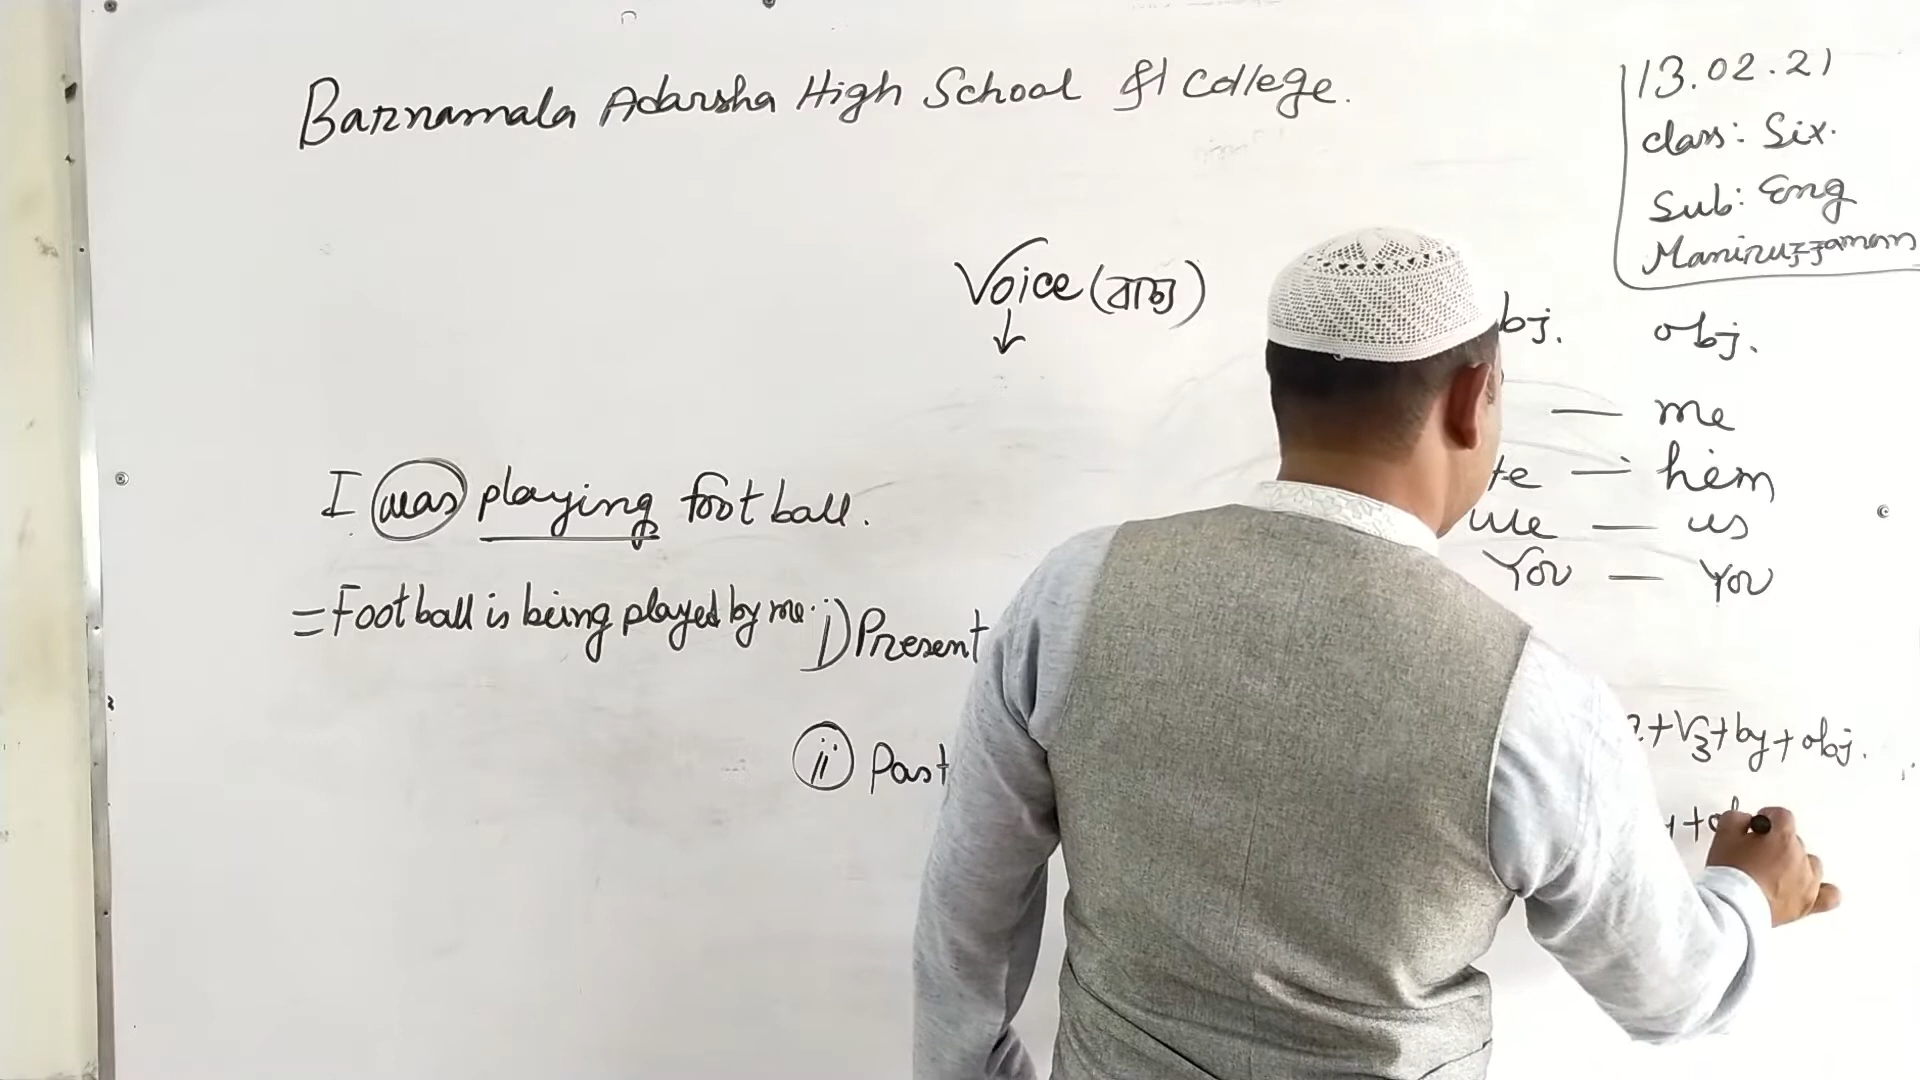 Barnamala Adarsha High School & College.
13.02.21
class: Six.
Sub: Eng
Maniruzzaman
Voice (বাচ্য)
obj.
me
him
we — us
You — You
I was playing football.
= Football is being played by me.
i) Present
ii) Past
+V3+by+obj.